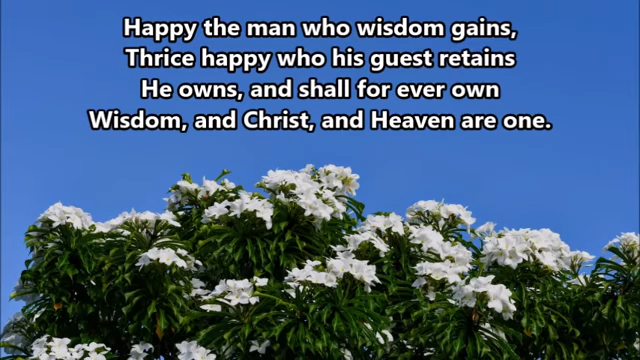 Happy the man who wisdom gains,
Thrice happy who his guest retains
He owns, and shall for ever own
Wisdom, and Christ, and Heaven are one.